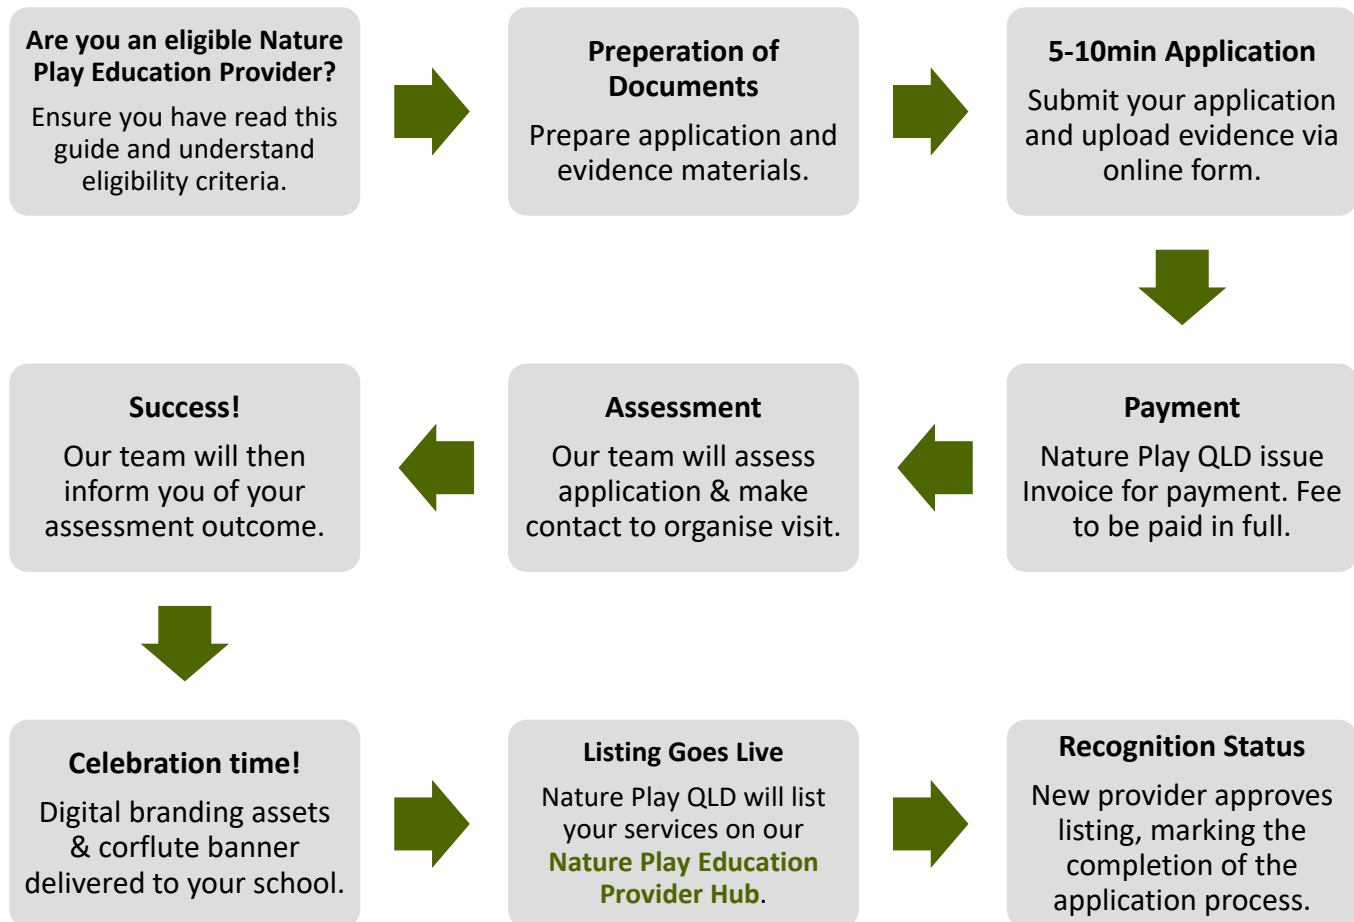 Are you an eligible Nature
Play Education Provider?
Ensure you have read this
guide and understand
eligibility criteria.
Preperation of
Documents
Prepare application and
evidence materials.
5-10min Application
Submit your application
and upload evidence via
online form.
Payment
Nature Play QLD issue
Invoice for payment. Fee
to be paid in full.
Assessment
Our team will assess
application & make
contact to organise visit.
Success!
Our team will then
inform you of your
assessment outcome.
Celebration time!
Digital branding assets
& corflute banner
delivered to your school.
Listing Goes Live
Nature Play QLD will list
your services on our
Nature Play Education
Provider Hub.
Recognition Status
New provider approves
listing, marking the
completion of the
application process.